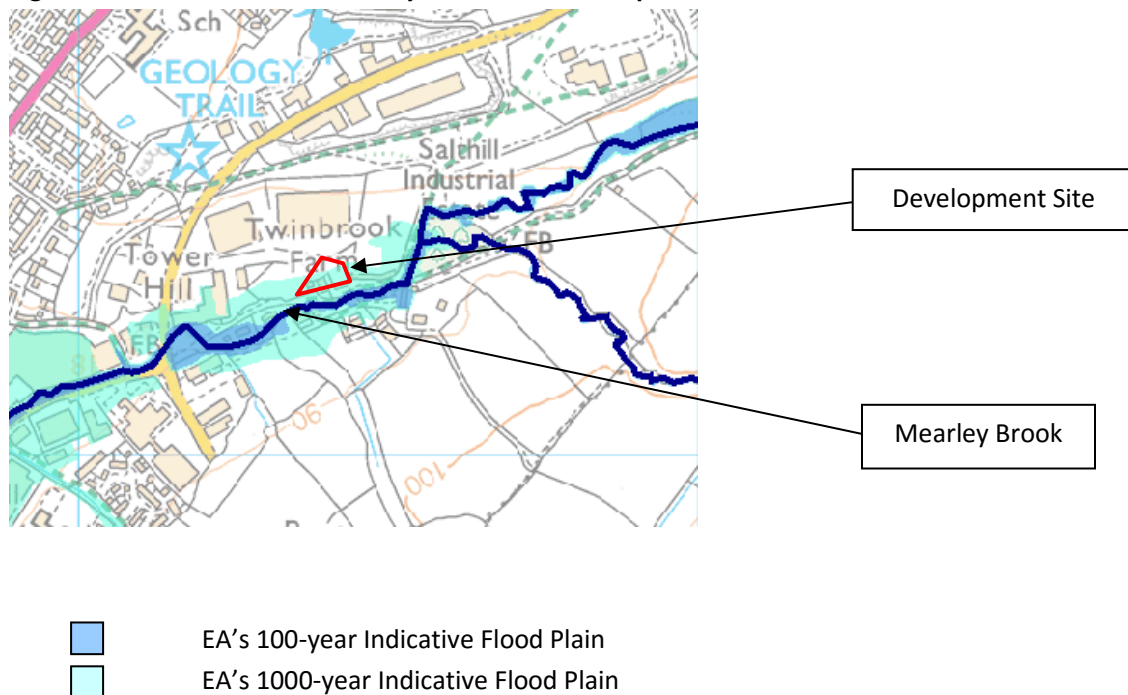 Sch
GEOLOGY
TRAIL
Salthill
Industrial
Twinbrook
Farm
Tower
Hill
FB
FB
90
100
Development Site
Mearley Brook
EA's 100-year Indicative Flood Plain
EA's 1000-year Indicative Flood Plain